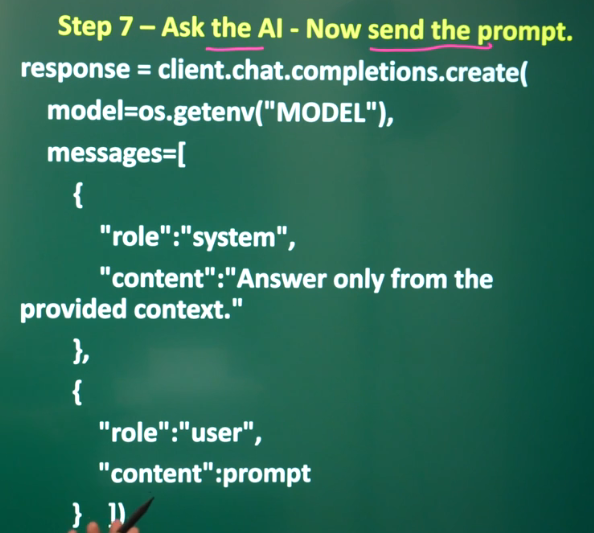 Step 7 – Ask the AI - Now send the prompt.
response = client.chat.completions.create(
model=os.getenv("MODEL"),
messages=[
{
"role":"system",
"content":"Answer only from the
provided context."
},
{
"role":"user",
"content":prompt
} ])